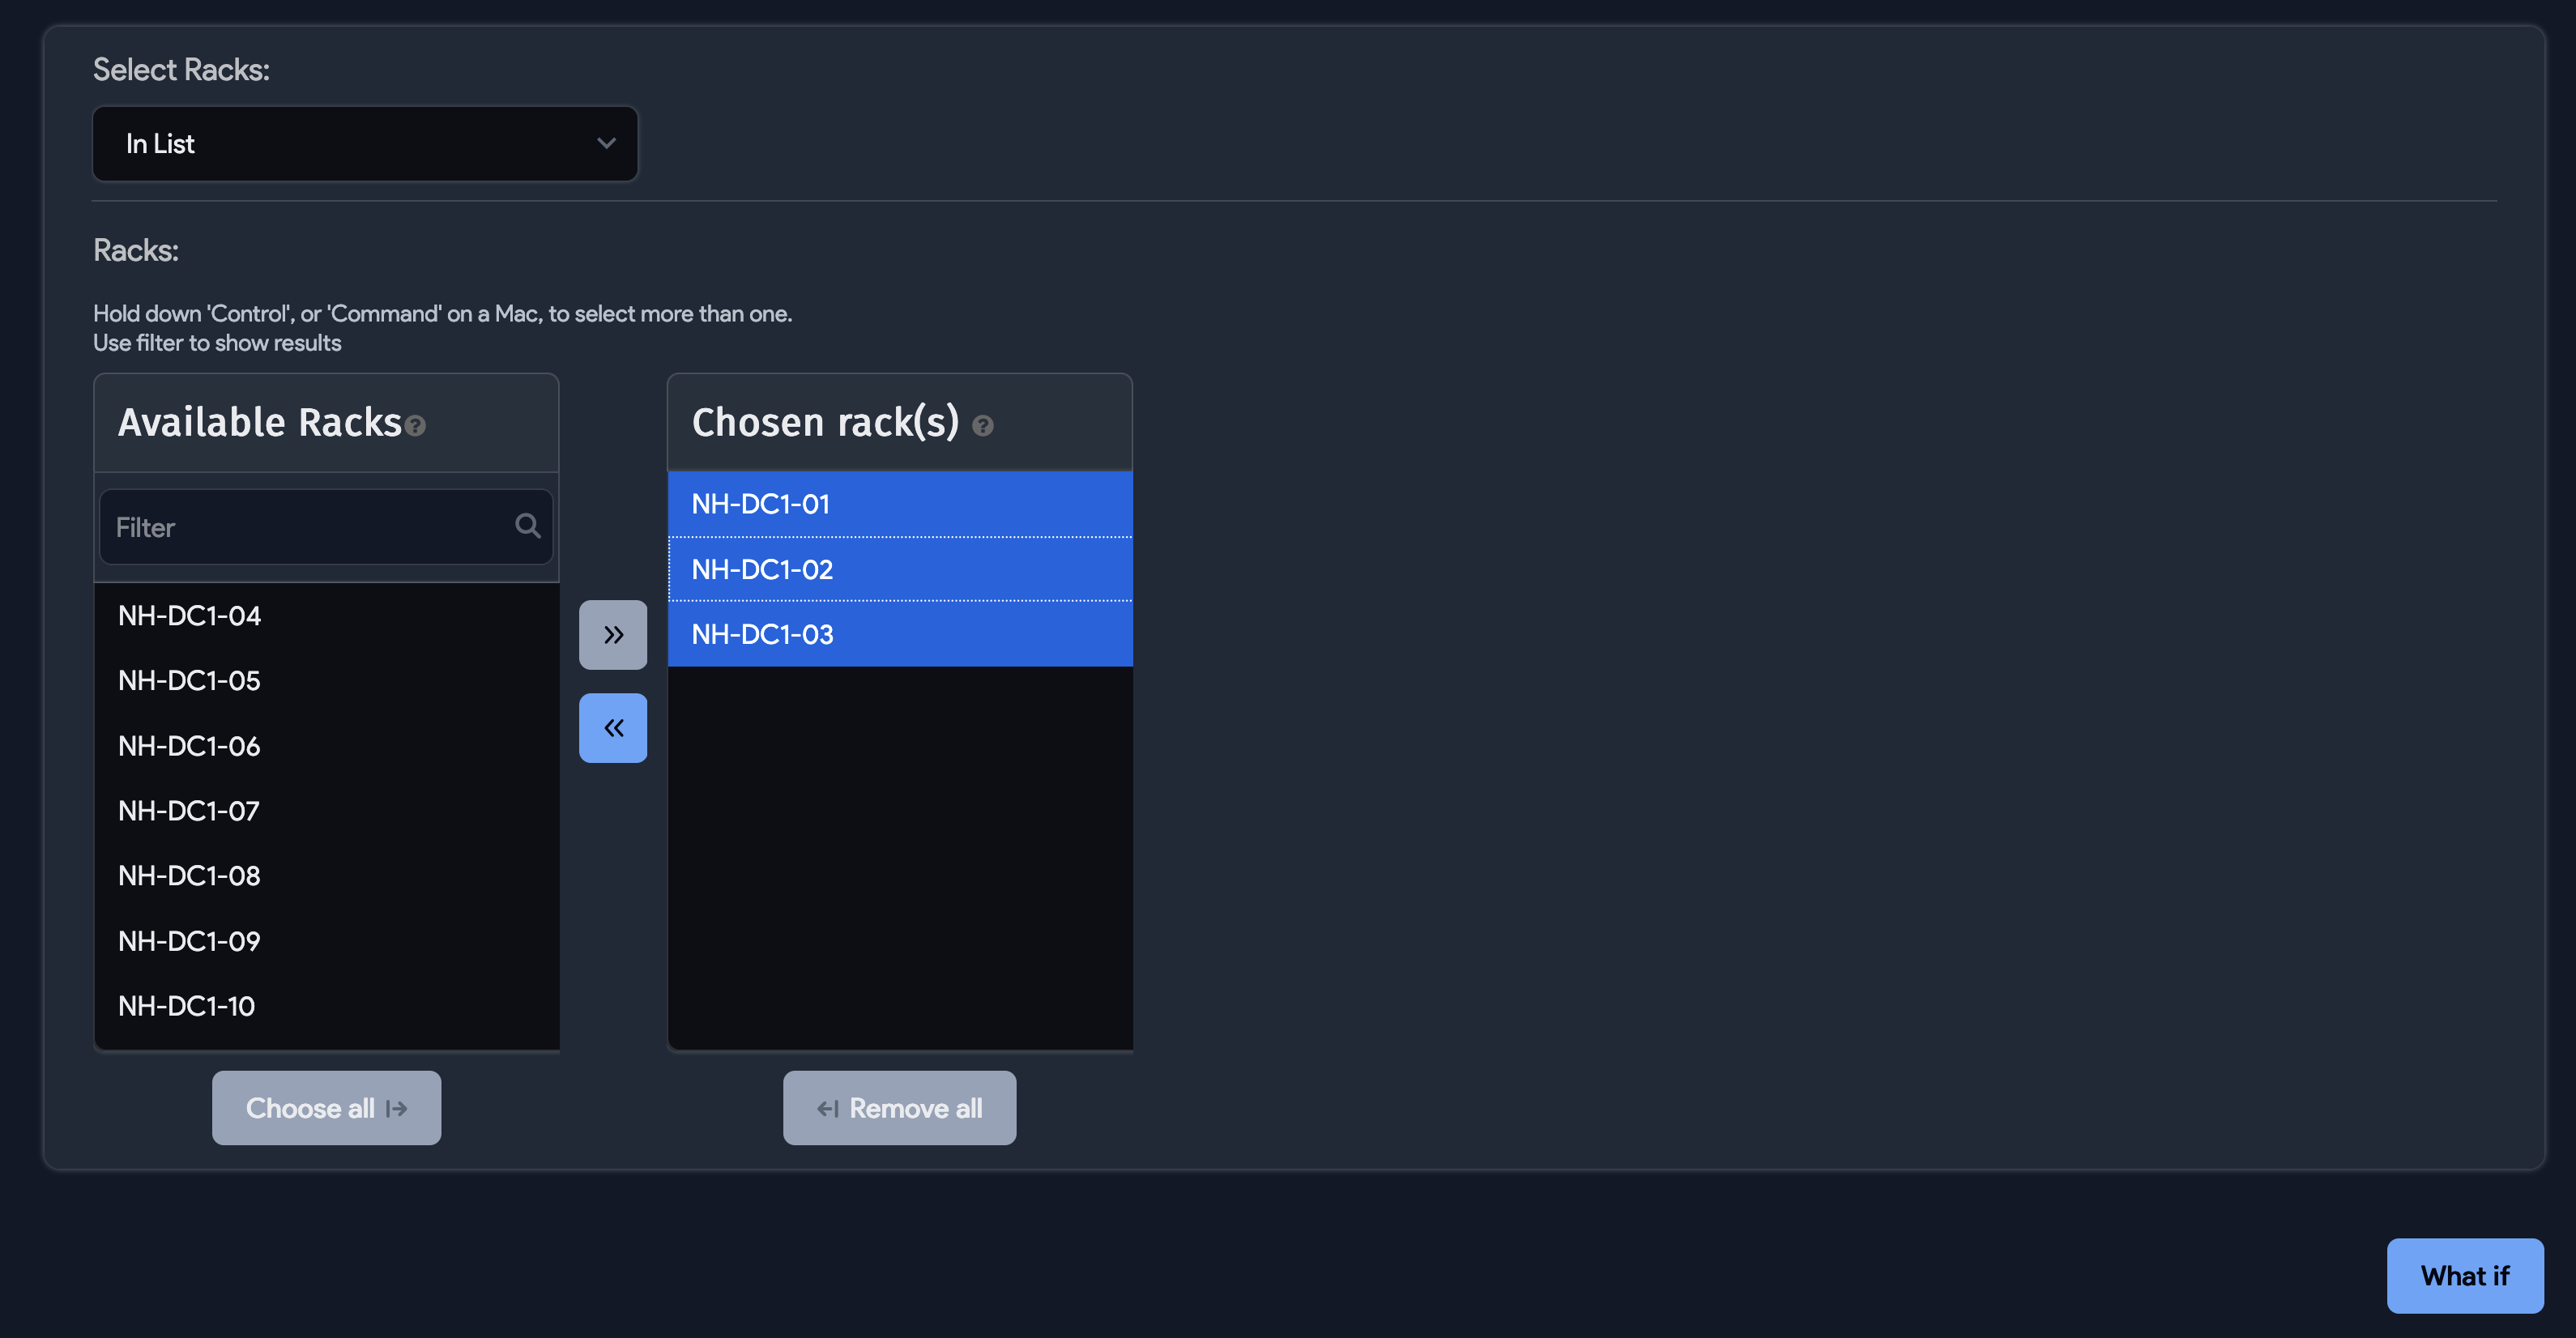 Select Racks:
In List
Racks:
Hold down 'Control', or 'Command' on a Mac, to select more than one.
Use filter to show results
Available Racks?
Filter
NH-DC1-04
NH-DC1-05
NH-DC1-06
NH-DC1-07
NH-DC1-08
NH-DC1-09
NH-DC1-10
Choose all
Chosen rack(s) ?
NH-DC1-01
NH-DC1-02
NH-DC1-03
Remove all
What if